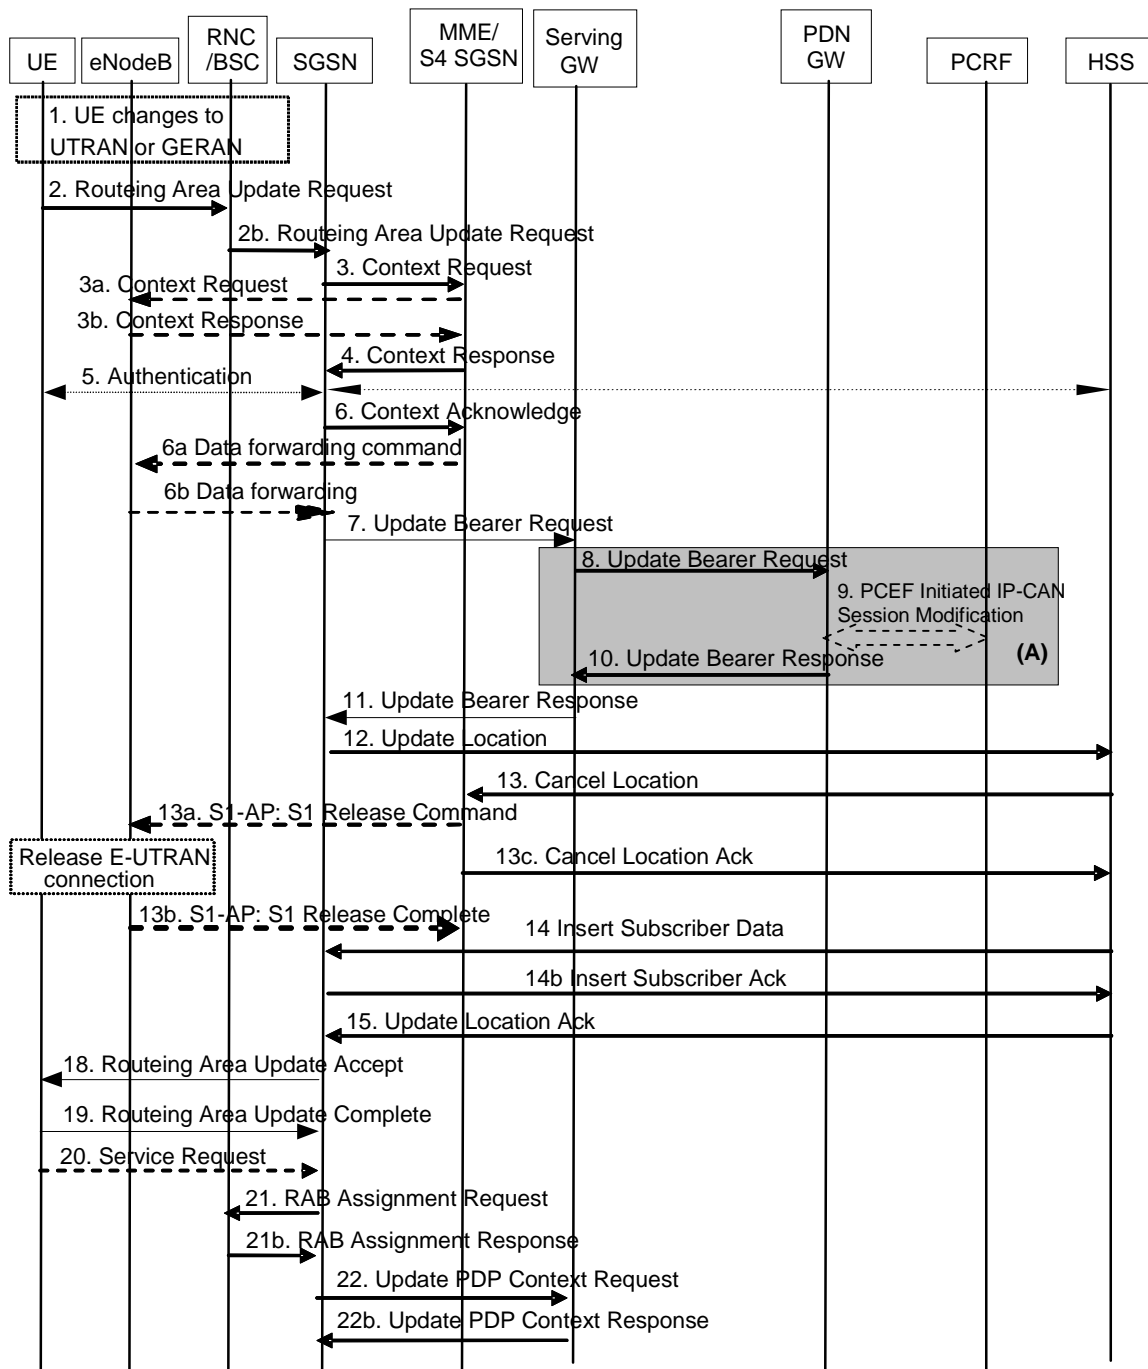 UE
eNodeB
RNC
/BSC
SGSN
MME/
S4 SGSN
Serving
GW
PDN
GW
PCRF
HSS
1. UE changes to
UTRAN or GERAN
2. Routeing Area Update Request
2b. Routeing Area Update Request
3. Context Request
3a. Context Request
3b. Context Response
4. Context Response
5. Authentication
6. Context Acknowledge
6a Data forwarding command
6b Data forwarding
7. Update Bearer Request
8. Update Bearer Request
9. PCEF Initiated IP-CAN
Session Modification
(A)
10. Update Bearer Response
11. Update Bearer Response
12. Update Location
13. Cancel Location
13a. S1-AP: S1 Release Command
Release E-UTRAN
connection
13c. Cancel Location Ack
13b. S1-AP: S1 Release Complete
14 Insert Subscriber Data
14b Insert Subscriber Ack
15. Update Location Ack
18. Routeing Area Update Accept
19. Routeing Area Update Complete
20. Service Request
21. RAB Assignment Request
21b. RAB Assignment Response
22. Update PDP Context Request
22b. Update PDP Context Response